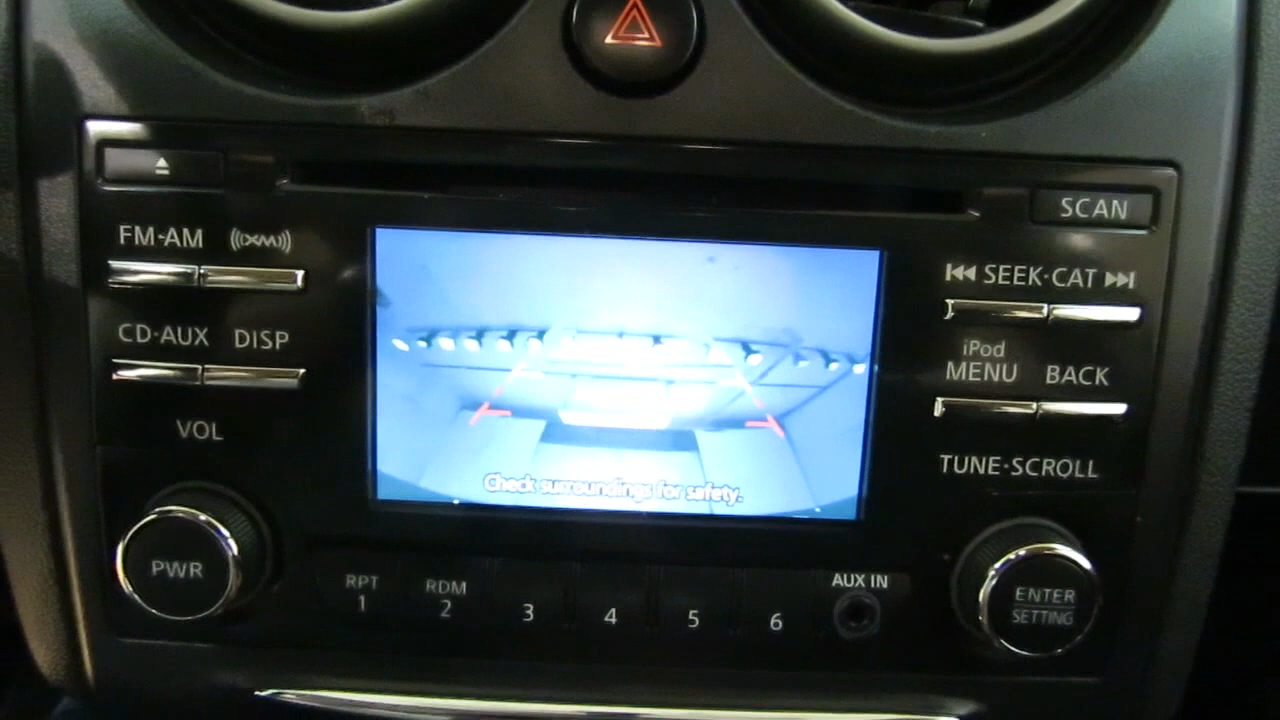 SCAN
FM·AM
(((XM)))
SEEK·CAT
CD·AUX
DISP
iPod
MENU
BACK
VOL
TUNE·SCROLL
Check surroundings for safety.
PWR
RPT
1
RDM
2
3
4
5
6
AUX IN
ENTER
SETTING